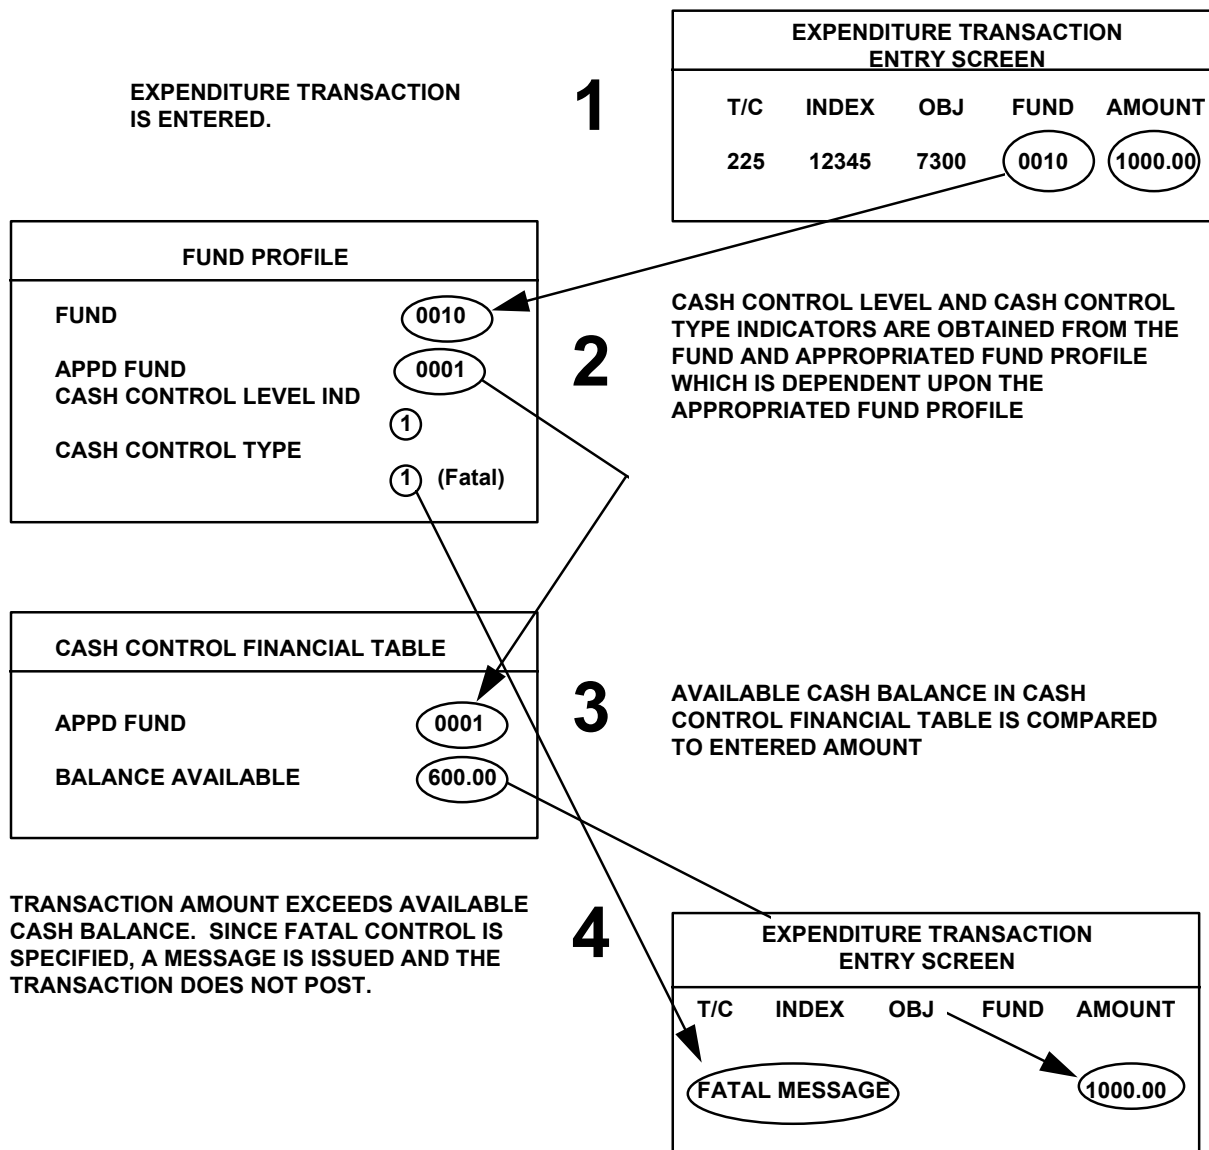 EXPENDITURE TRANSACTION
IS ENTERED.
1
EXPENDITURE TRANSACTION
ENTRY SCREEN
T/C INDEX OBJ FUND AMOUNT
225 12345 7300 0010 1000.00
FUND PROFILE
FUND 0010
APPD FUND 0001
CASH CONTROL LEVEL IND
1
CASH CONTROL TYPE
1 (Fatal)
2
CASH CONTROL LEVEL AND CASH CONTROL
TYPE INDICATORS ARE OBTAINED FROM THE
FUND AND APPROPRIATED FUND PROFILE
WHICH IS DEPENDENT UPON THE
APPROPRIATED FUND PROFILE
CASH CONTROL FINANCIAL TABLE
APPD FUND 0001
BALANCE AVAILABLE 600.00
3
AVAILABLE CASH BALANCE IN CASH
CONTROL FINANCIAL TABLE IS COMPARED
TO ENTERED AMOUNT
TRANSACTION AMOUNT EXCEEDS AVAILABLE
CASH BALANCE. SINCE FATAL CONTROL IS
SPECIFIED, A MESSAGE IS ISSUED AND THE
TRANSACTION DOES NOT POST.
4
EXPENDITURE TRANSACTION
ENTRY SCREEN
T/C INDEX OBJ FUND AMOUNT
FATAL MESSAGE 1000.00